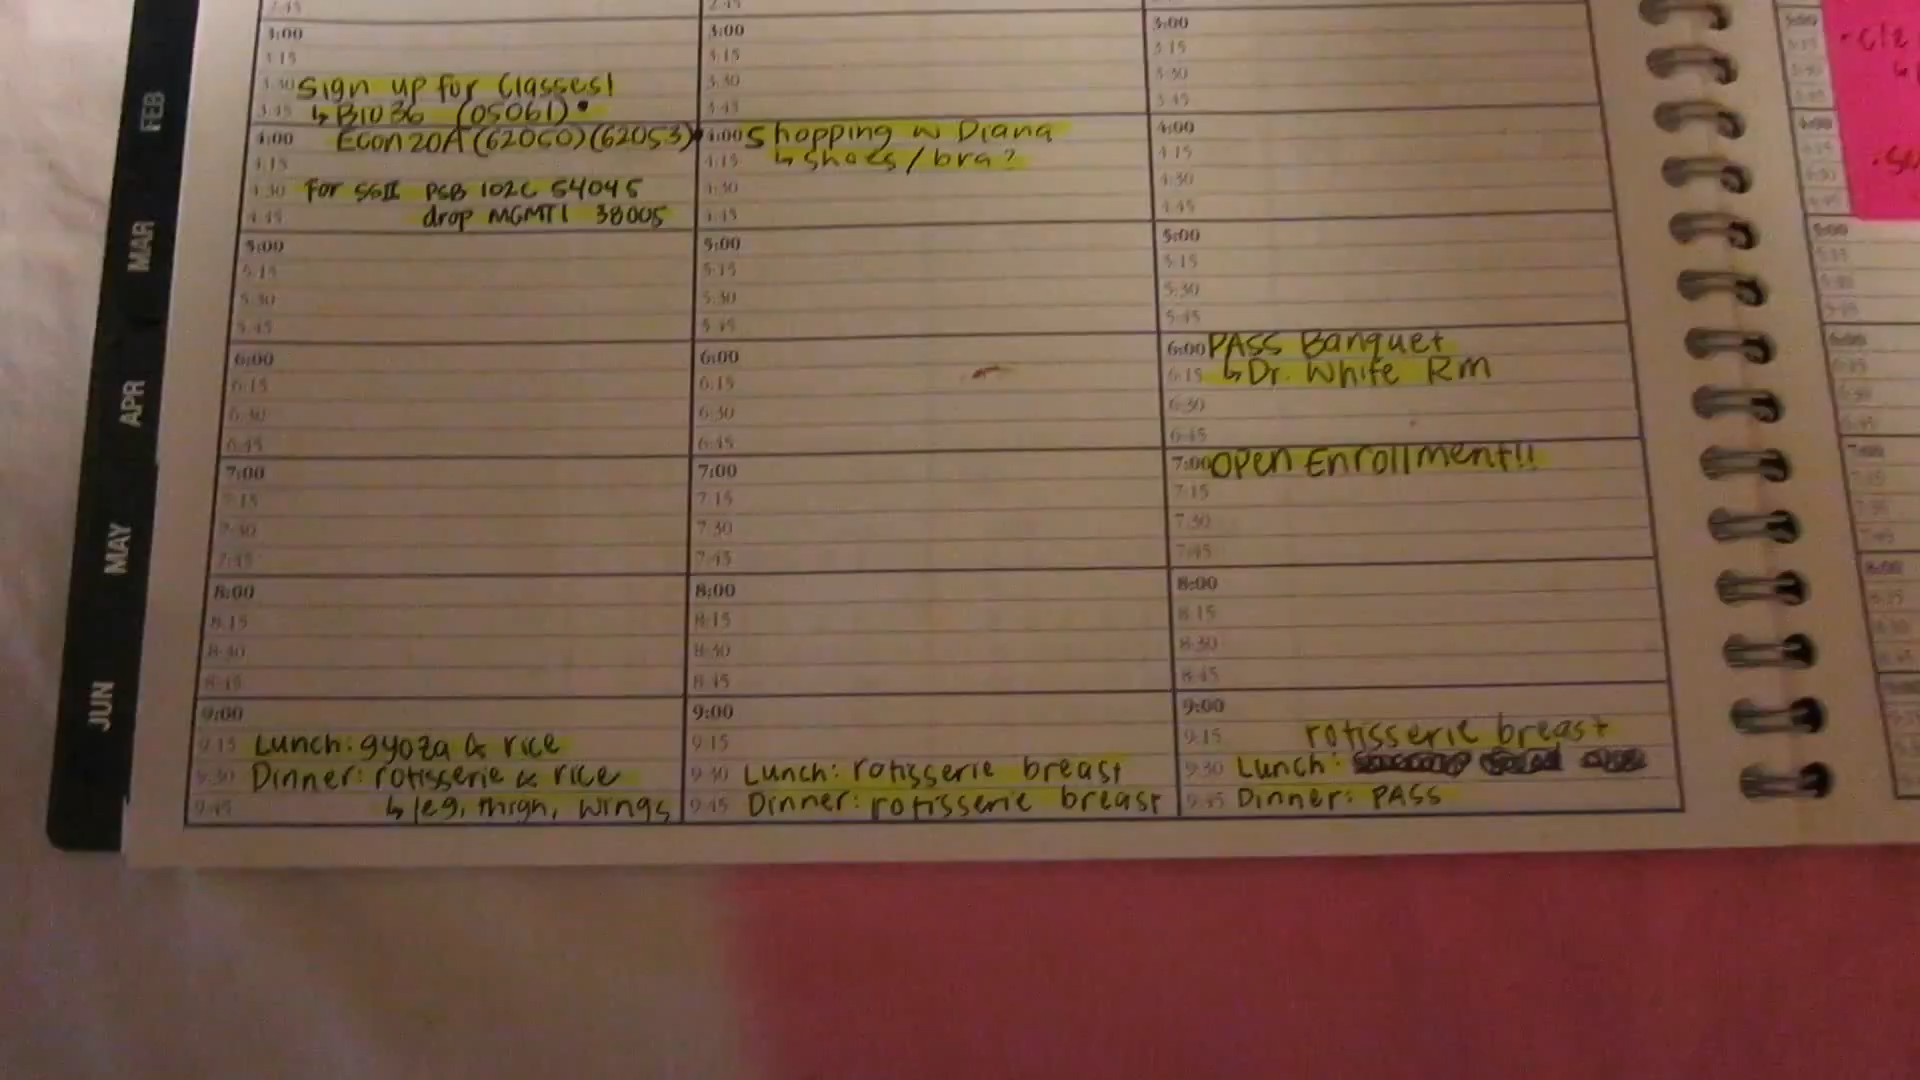 FEB
MAR
APR
MAY
JUN
3:00
3:15
3:30 Sign up for Classes!
3:45 ↳ Bio 36 (05061) •
4:00 Econ 20A (62050) (62053) •
4:15
4:30 For SSII PSB 102C 54045
4:45 drop MGMT1 38005
5:00
5:15
5:30
5:45
6:00
6:15
6:30
6:45
7:00
7:15
7:30
7:45
8:00
8:15
8:30
8:45
9:00
9:15 Lunch: gyoza & rice
9:30 Dinner: rotisserie & rice
9:45 ↳ leg, thigh, wings
2:45
3:00
3:15
3:30
3:45
4:00 Shopping w Diana
4:15 ↳ shoes / bra?
4:30
4:45
5:00
5:15
5:30
5:45
6:00
6:15
6:30
6:45
7:00
7:15
7:30
7:45
8:00
8:15
8:30
8:45
9:00
9:15
9:30 Lunch: rotisserie breast
9:45 Dinner: rotisserie breast
3:00
3:15
3:30
3:45
4:00
4:15
4:30
4:45
5:00
5:15
5:30
5:45
6:00 PASS Banquet
6:15 ↳ Dr. White Rm
6:30
6:45
7:00 Open Enrollment!!
7:15
7:30
7:45
8:00
8:15
8:30
8:45
9:00
9:15 rotisserie breast
9:30 Lunch:
9:45 Dinner: PASS